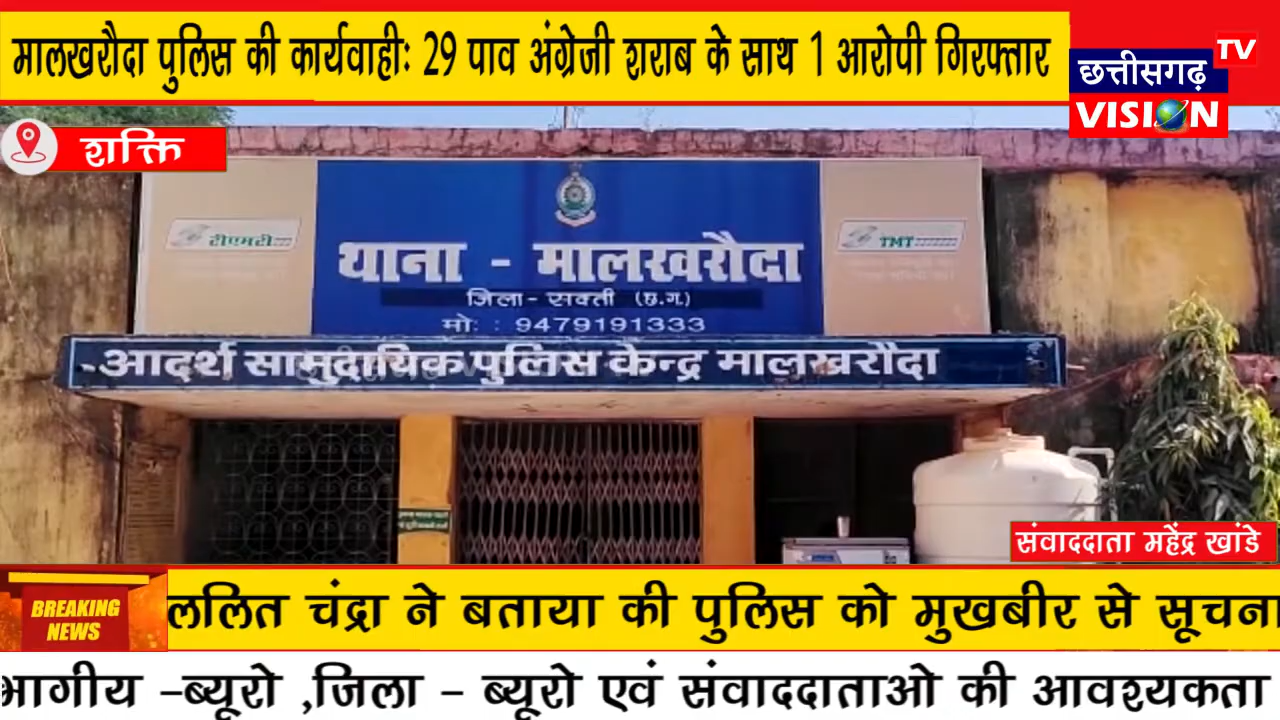 मालखरौदा पुलिस की कार्यवाहीः 29 पाव अंग्रेजी शराब के साथ 1 आरोपी गिरफ्तार
TV
छत्तीसगढ़
VISION
शक्ति
टीएमटी
TMT
थाना - मालखरौदा
जिला - सक्ती (छ.ग.)
मोः : 9479191333
आदर्श सामुदायिक पुलिस केन्द्र मालखरौदा
संवाददाता महेंद्र खांडे
BREAKING
NEWS
ललित चंद्रा ने बताया की पुलिस को मुखबीर से सूचना
भागीय -ब्यूरो ,जिला - ब्यूरो एवं संवाददाताओ की आवश्यकता